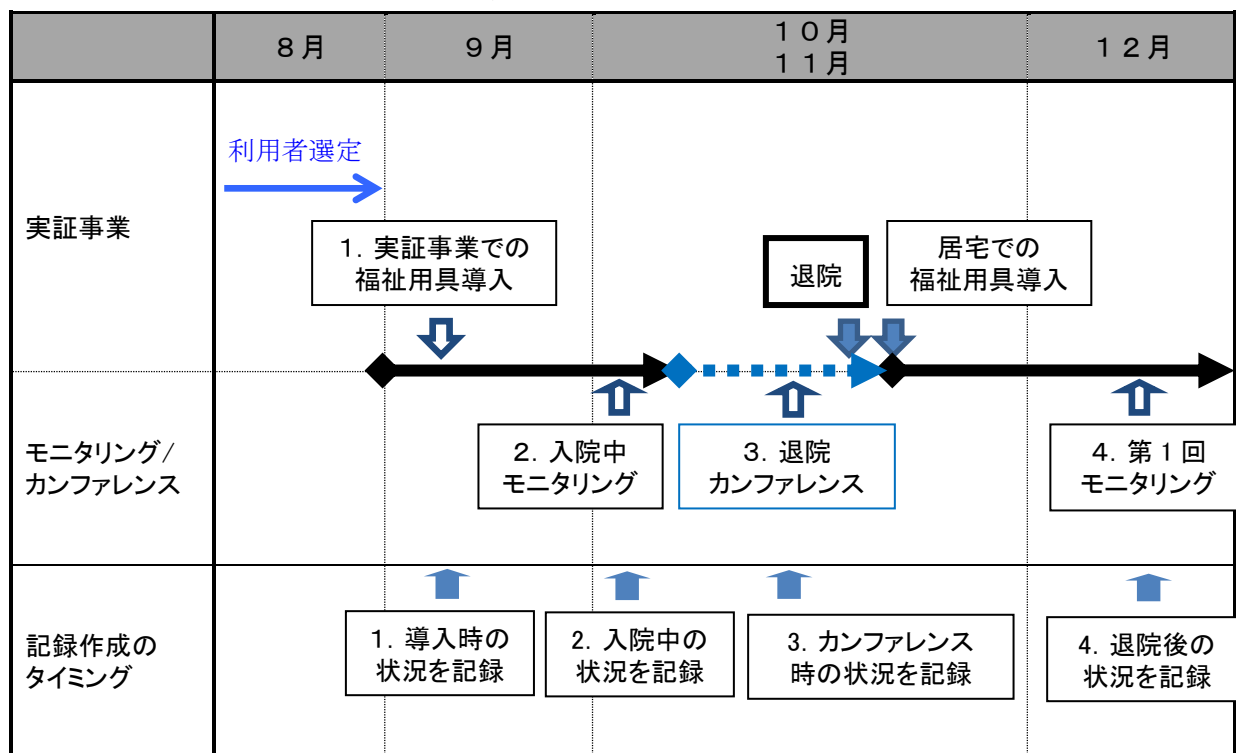 8月
9月
10月
11月
12月
実証事業
利用者選定
1. 実証事業での
福祉用具導入
退院
居宅での
福祉用具導入
モニタリング/
カンファレンス
2. 入院中
モニタリング
3. 退院
カンファレンス
4. 第1回
モニタリング
記録作成の
タイミング
1. 導入時の
状況を記録
2. 入院中の
状況を記録
3. カンファレンス
時の状況を記録
4. 退院後の
状況を記録